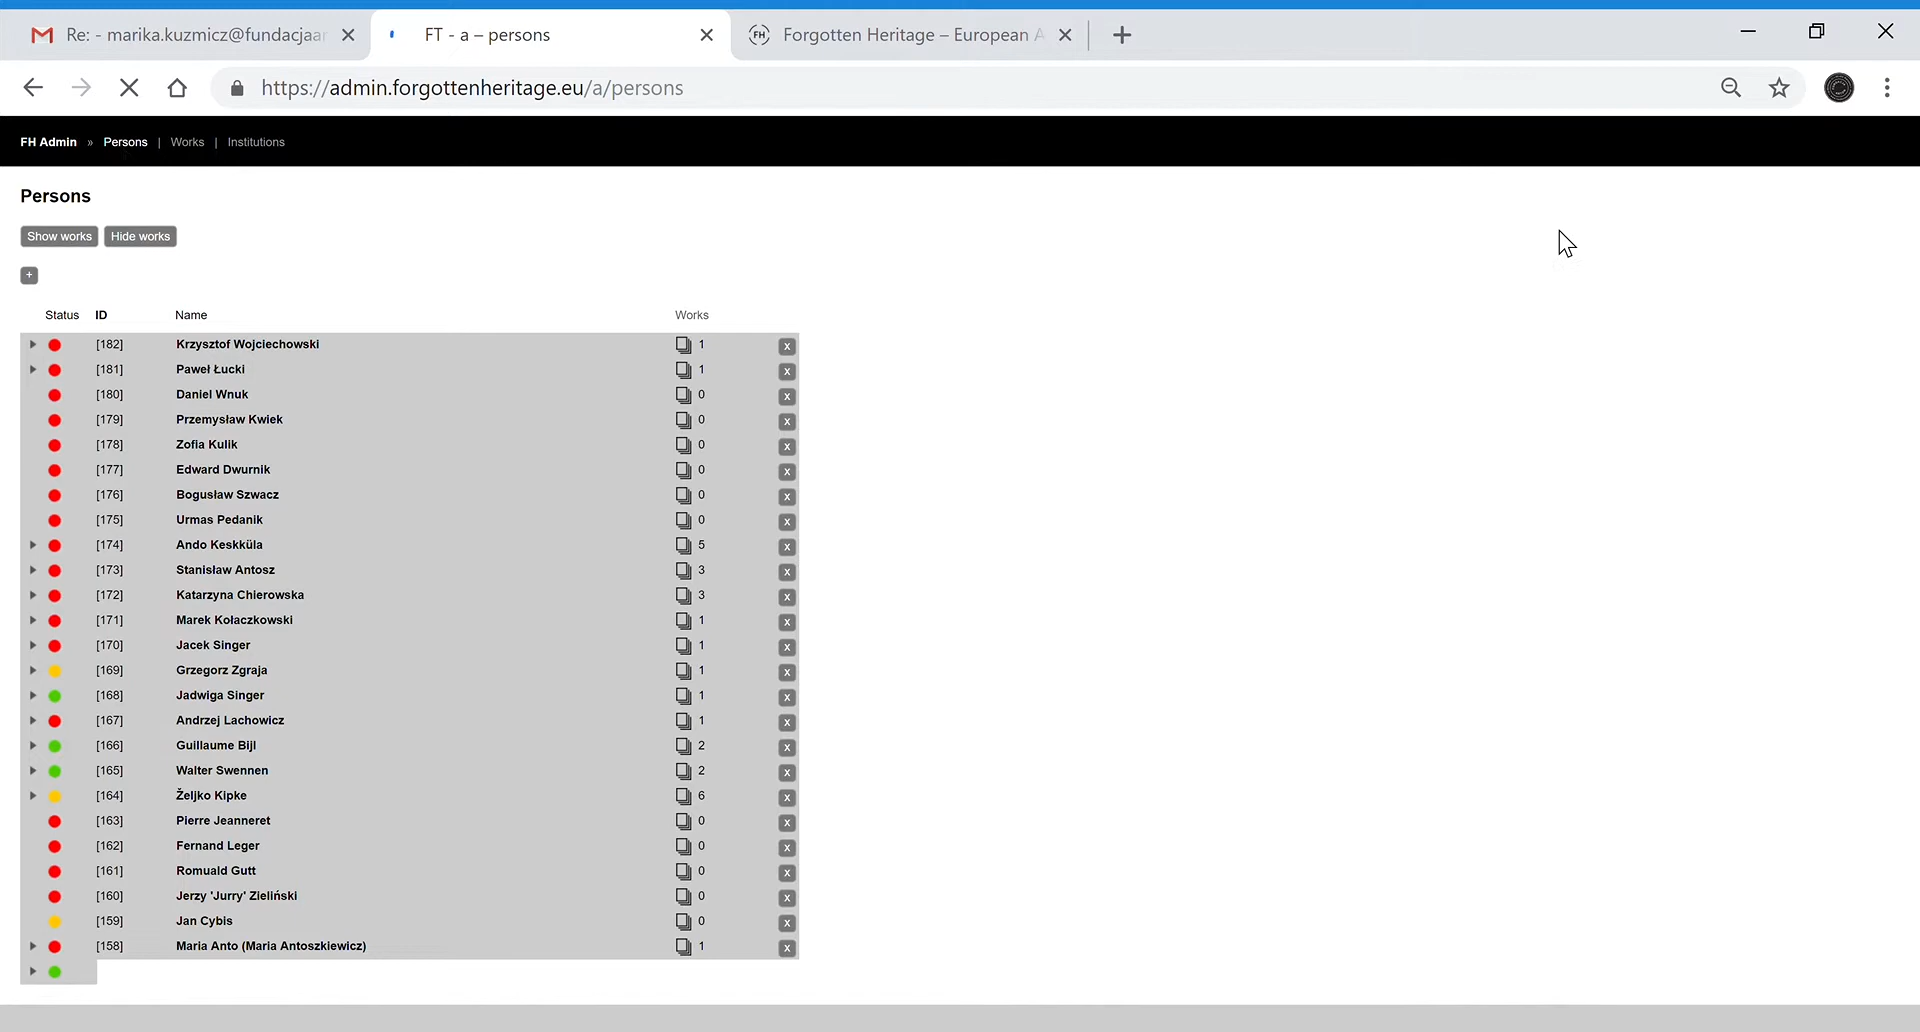 Re: - marika.kuzmicz@fundacjaar
FT - a – persons
FH
Forgotten Heritage – European A
https://admin.forgottenheritage.eu/a/persons
FH Admin » Persons | Works | Institutions
Persons
Show works Hide works
+
Status ID Name Works
[182] Krzysztof Wojciechowski 1 x
[181] Paweł Łucki 1 x
[180] Daniel Wnuk 0 x
[179] Przemysław Kwiek 0 x
[178] Zofia Kulik 0 x
[177] Edward Dwurnik 0 x
[176] Bogusław Szwacz 0 x
[175] Urmas Pedanik 0 x
[174] Ando Keskküla 5 x
[173] Stanisław Antosz 3 x
[172] Katarzyna Chierowska 3 x
[171] Marek Kołaczkowski 1 x
[170] Jacek Singer 1 x
[169] Grzegorz Zgraja 1 x
[168] Jadwiga Singer 1 x
[167] Andrzej Lachowicz 1 x
[166] Guillaume Bijl 2 x
[165] Walter Swennen 2 x
[164] Željko Kipke 6 x
[163] Pierre Jeanneret 0 x
[162] Fernand Leger 0 x
[161] Romuald Gutt 0 x
[160] Jerzy 'Jurry' Zieliński 0 x
[159] Jan Cybis 0 x
[158] Maria Anto (Maria Antoszkiewicz) 1 x